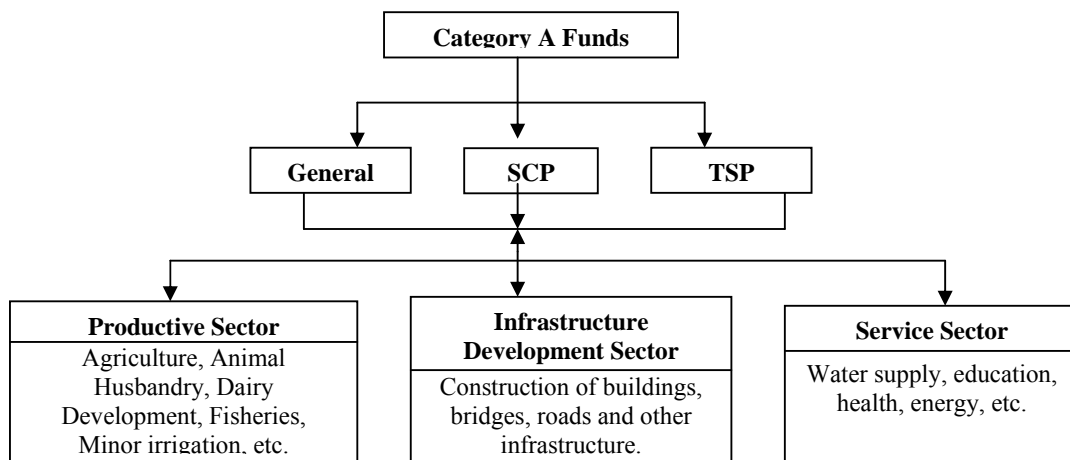 Category A Funds
General
SCP
TSP
Productive Sector
Agriculture, Animal
Husbandry, Dairy
Development, Fisheries,
Minor irrigation, etc.
Infrastructure
Development Sector
Construction of buildings,
bridges, roads and other
infrastructure.
Service Sector
Water supply, education,
health, energy, etc.